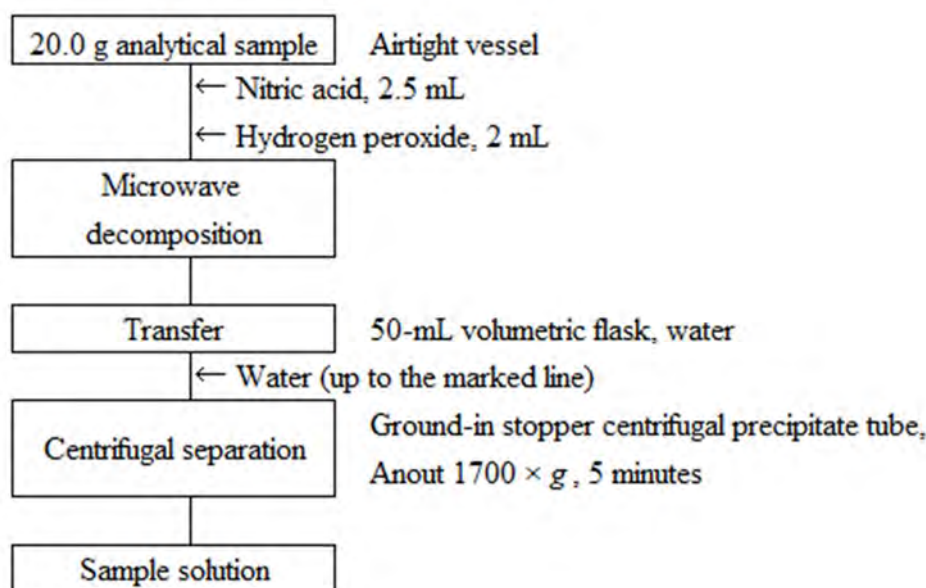 20.0 g analytical sample Airtight vessel
← Nitric acid, 2.5 mL
← Hydrogen peroxide, 2 mL
Microwave
decomposition
Transfer 50-mL volumetric flask, water
← Water (up to the marked line)
Centrifugal separation
Ground-in stopper centrifugal precipitate tube,
Anout 1700 × g , 5 minutes
Sample solution